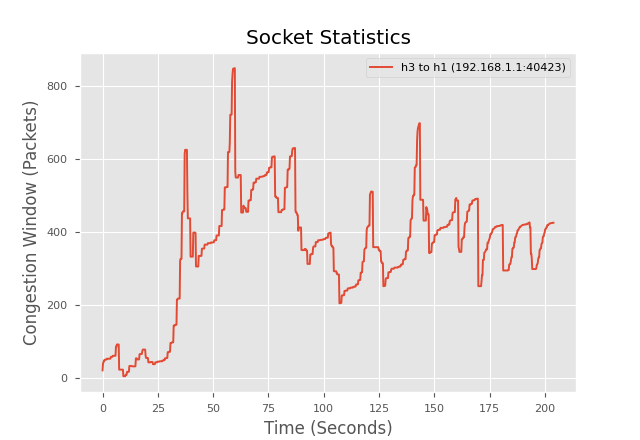 Socket Statistics
h3 to h1 (192.168.1.1:40423)
Congestion Window (Packets)
800
600
400
200
0
0 25 50 75 100 125 150 175 200
Time (Seconds)